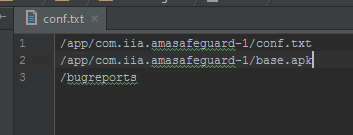 conf.txt
1 /app/com.iia.amasafeguard-1/conf.txt
2 /app/com.iia.amasafeguard-1/base.apk
3 /bugreports